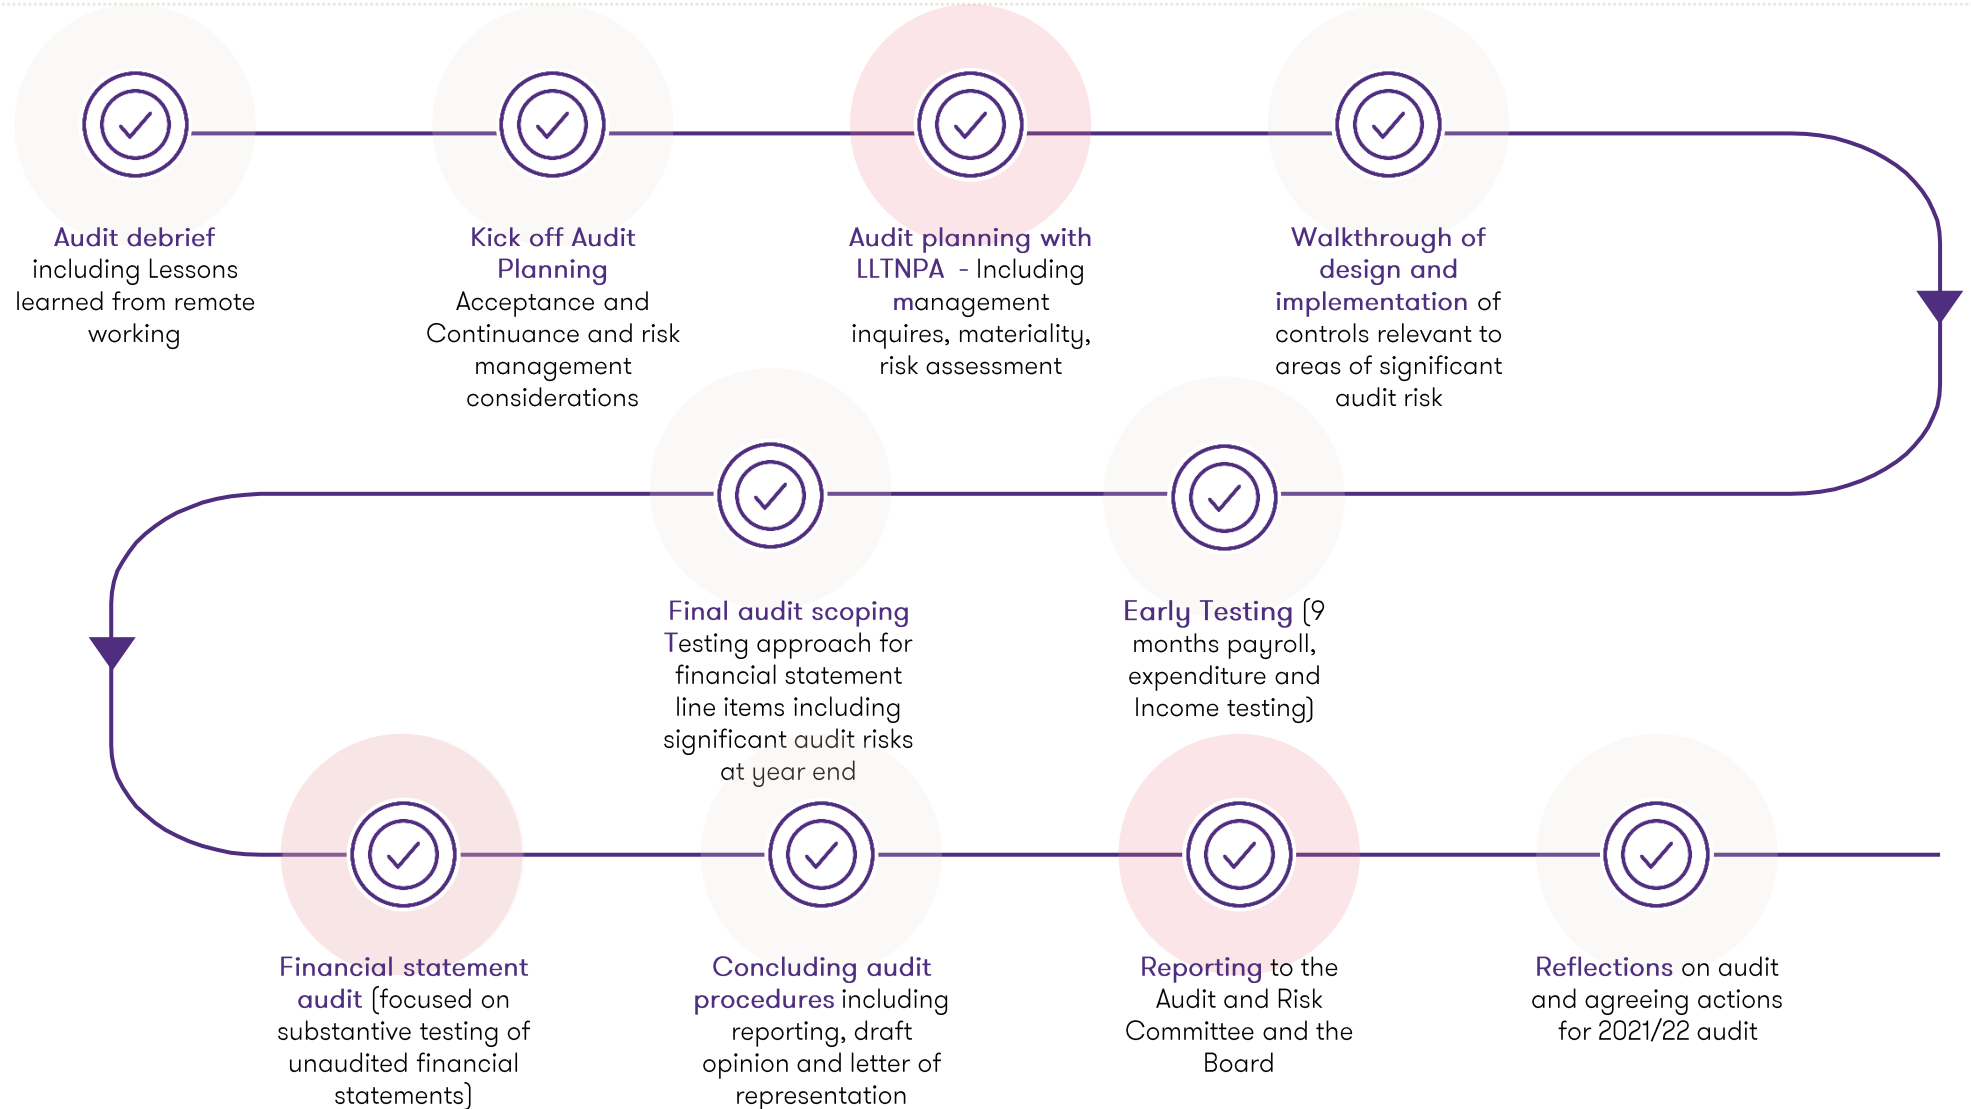 Audit debrief
including Lessons
learned from remote
working
Kick off Audit
Planning
Acceptance and
Continuance and risk
management
considerations
Audit planning with
LLTNPA - Including
management
inquires, materiality,
risk assessment
Walkthrough of
design and
implementation of
controls relevant to
areas of significant
audit risk
Early Testing (9
months payroll,
expenditure and
Income testing)
Final audit scoping
Testing approach for
financial statement
line items including
significant audit risks
at year end
Financial statement
audit (focused on
substantive testing of
unaudited financial
statements)
Concluding audit
procedures including
reporting, draft
opinion and letter of
representation
Reporting to the
Audit and Risk
Committee and the
Board
Reflections on audit
and agreeing actions
for 2021/22 audit